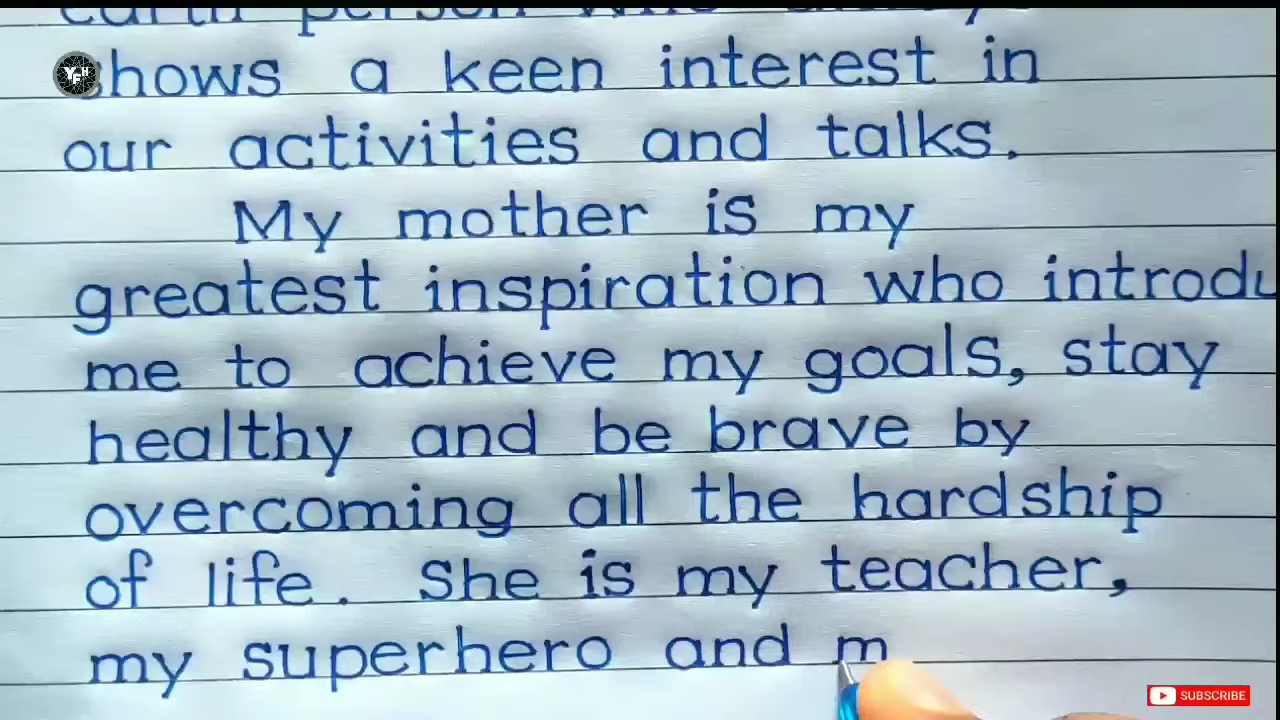 shows a keen interest in
our activities and talks.
My mother is my
greatest inspiration who introdu
me to achieve my goals, stay
healthy and be brave by
overcoming all the hardship
of life. She is my teacher,
my superhero and m
SUBSCRIBE